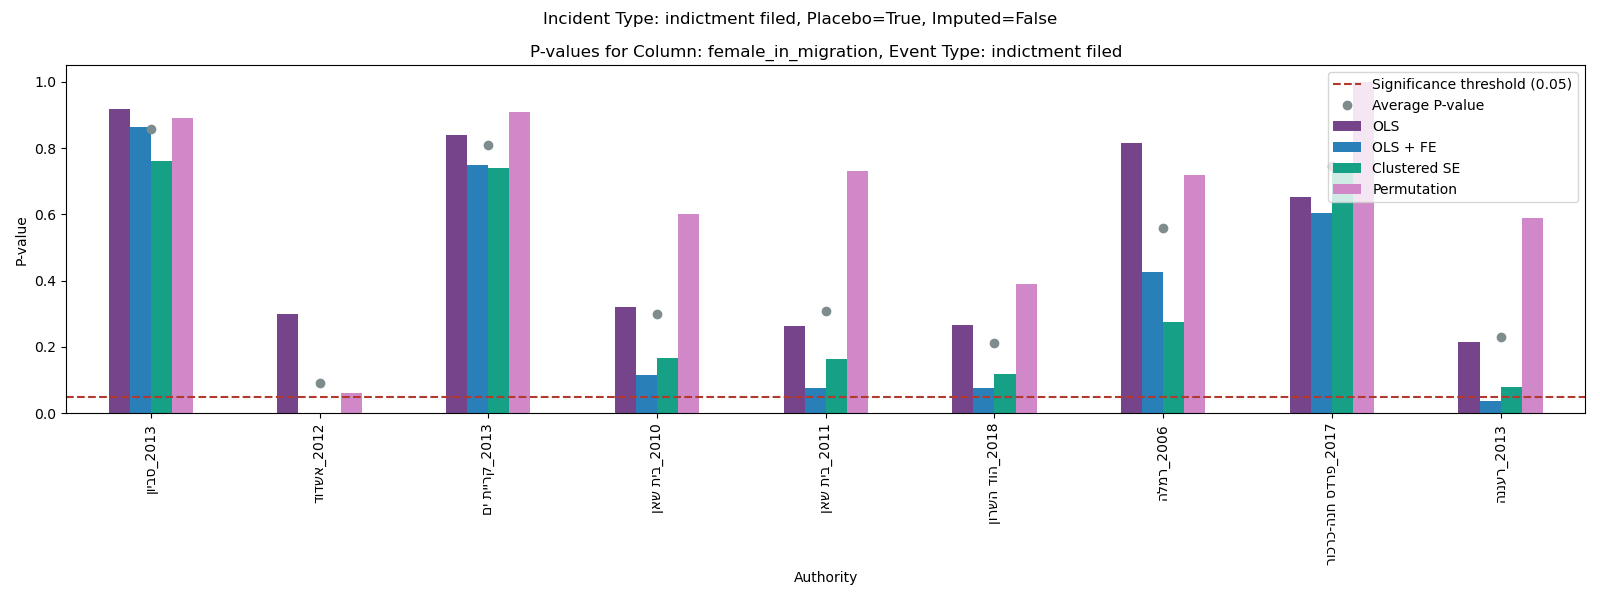 Incident Type: indictment filed, Placebo=True, Imputed=False
P-values for Column: female_in_migration, Event Type: indictment filed
P-value
1.0
0.8
0.6
0.4
0.2
0.0
Significance threshold (0.05)
Average P-value
OLS
OLS + FE
Clustered SE
Permutation
סביון_2013
אשדוד_2012
קריית ים_2013
בית שאן_2010
בית שאן_2011
הוד השרון_2018
רמלה_2006
פרדס חנה-כרכור_2017
רעננה_2013
Authority